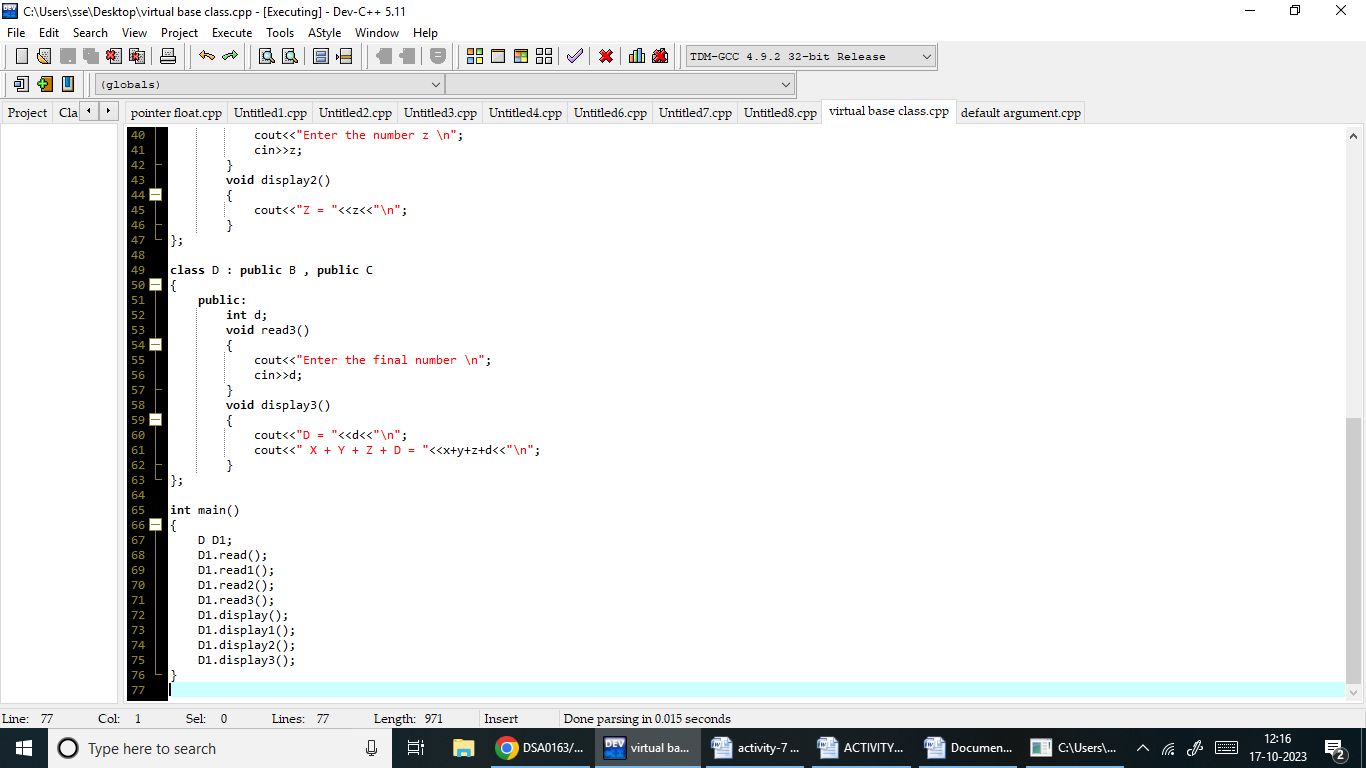 C:\Users\sse\Desktop\virtual base class.cpp - [Executing] - Dev-C++ 5.11
File Edit Search View Project Execute Tools AStyle Window Help
TDM-GCC 4.9.2 32-bit Release
(globals)
Project Cla pointer float.cpp Untitled1.cpp Untitled2.cpp Untitled3.cpp Untitled4.cpp Untitled6.cpp Untitled7.cpp Untitled8.cpp virtual base class.cpp default argument.cpp
40 cout<<"Enter the number z \n";
41 cin>>z;
42 }
43 void display2()
44 {
45 cout<<"Z = "<<z<<"\n";
46 }
47 };
48
49 class D : public B , public C
50 {
51 public:
52 int d;
53 void read3()
54 {
55 cout<<"Enter the final number \n";
56 cin>>d;
57 }
58 void display3()
59 {
60 cout<<"D = "<<d<<"\n";
61 cout<<" X + Y + Z + D = "<<x+y+z+d<<"\n";
62 }
63 };
64
65 int main()
66 {
67 D D1;
68 D1.read();
69 D1.read1();
70 D1.read2();
71 D1.read3();
72 D1.display();
73 D1.display1();
74 D1.display2();
75 D1.display3();
76 }
77
Line: 77 Col: 1 Sel: 0 Lines: 77 Length: 971 Insert Done parsing in 0.015 seconds
Type here to search DSA0163/... DEV virtual ba... activity-7 ... ACTIVITY... Documen... C:\Users\... 12:16
17-10-2023 2